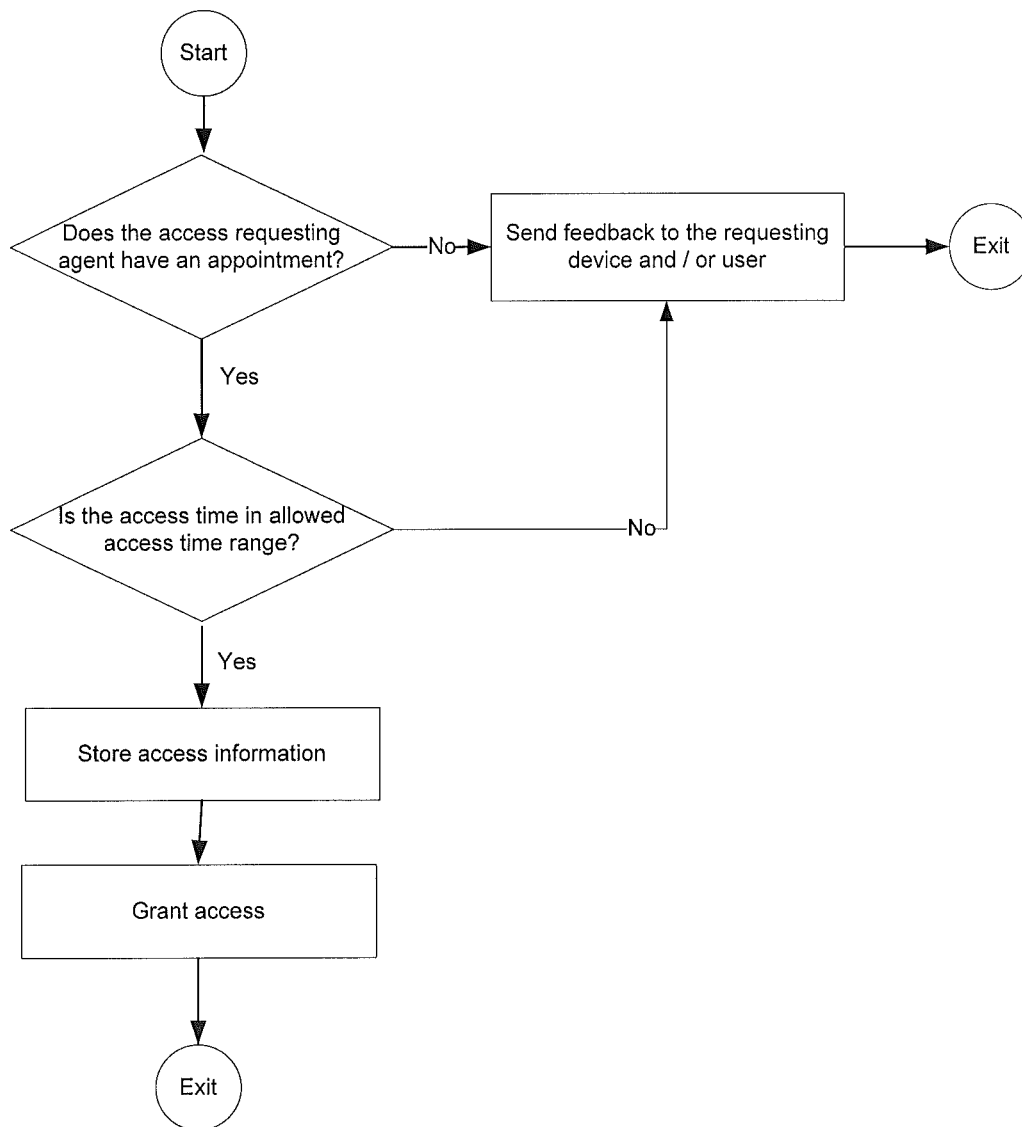 Start
Does the access requesting
agent have an appointment?
No
Send feedback to the requesting
device and / or user
Exit
Yes
Is the access time in allowed
access time range?
No
Yes
Store access information
Grant access
Exit